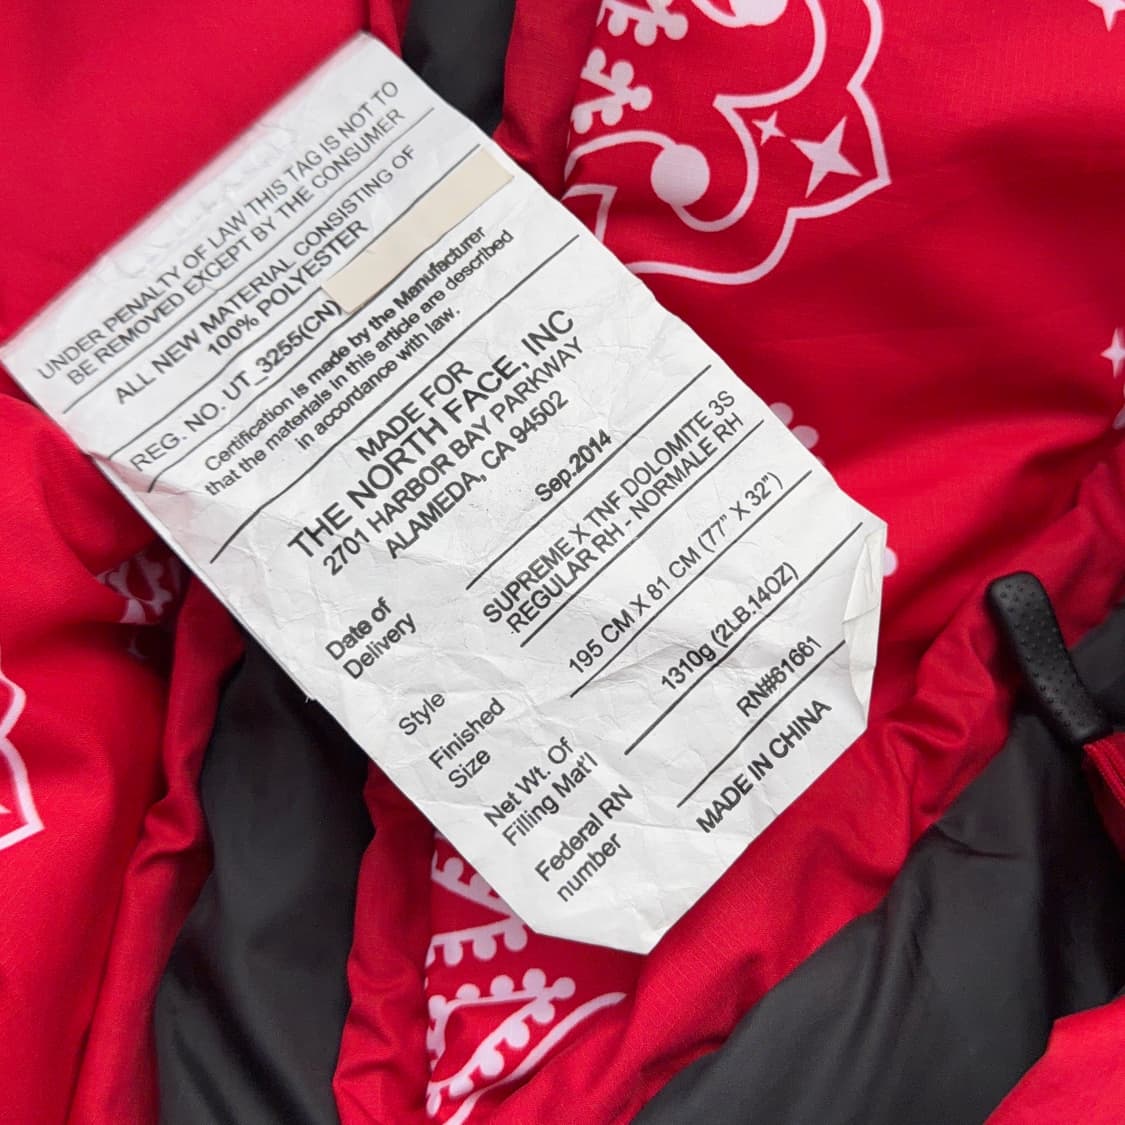 UNDER PENALTY OF LAW THIS TAG IS NOT TO
BE REMOVED EXCEPT BY THE CONSUMER
ALL NEW MATERIAL CONSISTING OF
100% POLYESTER
REG. NO. UT_3255(CN)
Certification is made by the Manufacturer
that the materials in this article are described
in accordance with law.
MADE FOR
THE NORTH FACE, INC
2701 HARBOR BAY PARKWAY
ALAMEDA, CA 94502
Date of
Delivery
Sep.2014
Style
SUPREME X TNF DOLOMITE 3S
REGULAR RH - NORMALE RH
Finished
Size
195 CM X 81 CM (77" X 32")
Net Wt. Of
Filling Mat'l
1310g (2LB.14OZ)
Federal RN
number
RN#61661
MADE IN CHINA